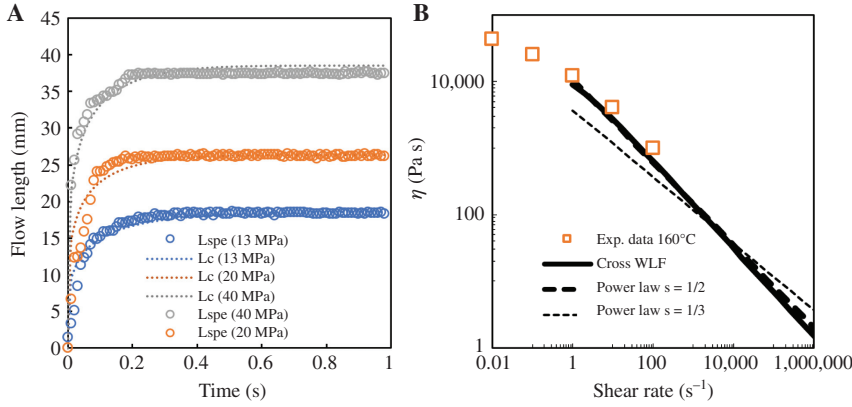 A
Flow length (mm)
45
40
35
30
25
20
15
10
5
0
0
0.2
0.4
0.6
0.8
1
Time (s)
Lspe (13 MPa)
Lc (13 MPa)
Lc (20 MPa)
Lc (40 MPa)
Lspe (40 MPa)
Lspe (20 MPa)
B
η (Pa s)
10,000
100
1
0.01
1
100
10,000
1,000,000
Shear rate (s⁻¹)
Exp. data 160°C
Cross WLF
Power law s = 1/2
Power law s = 1/3